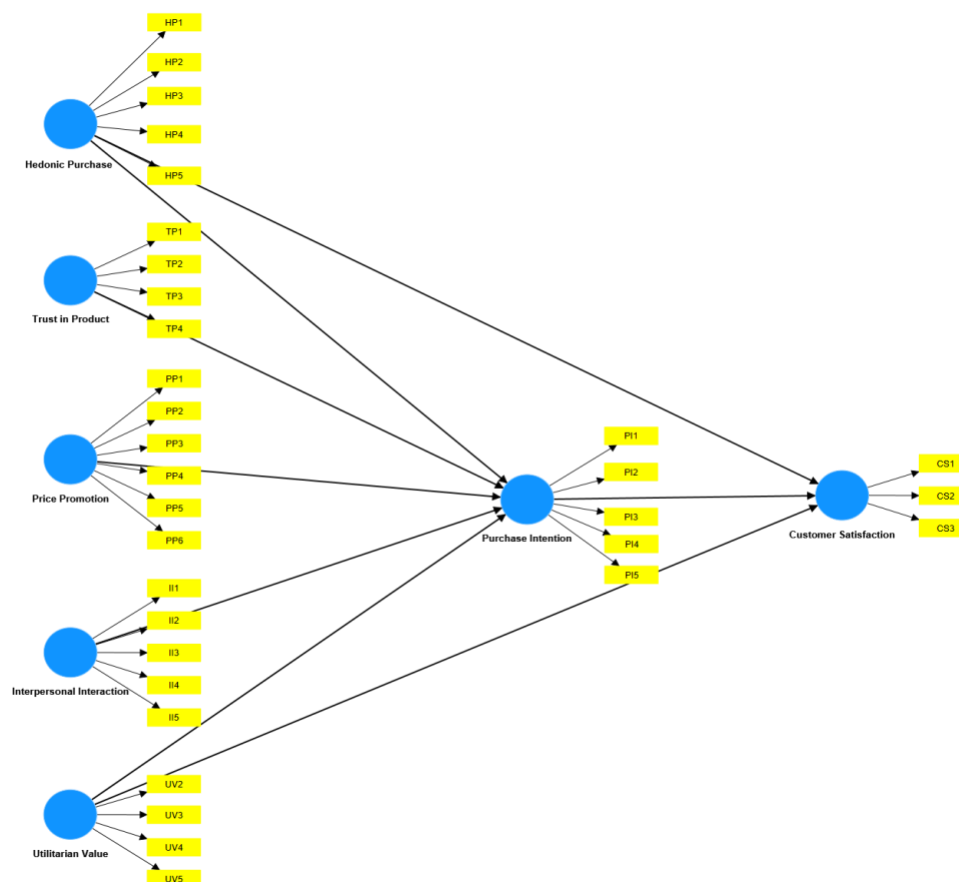 HP1
HP2
HP3
HP4
Hedonic Purchase
HP5
TP1
TP2
TP3
Trust in Product
TP4
PP1
PP2
PP3
PP4
Price Promotion
PP5
PP6
PI1
PI2
PI3
Purchase Intention
PI4
PI5
CS1
CS2
CS3
Customer Satisfaction
II1
II2
II3
II4
Interpersonal Interaction
II5
UV2
UV3
UV4
Utilitarian Value
UV5